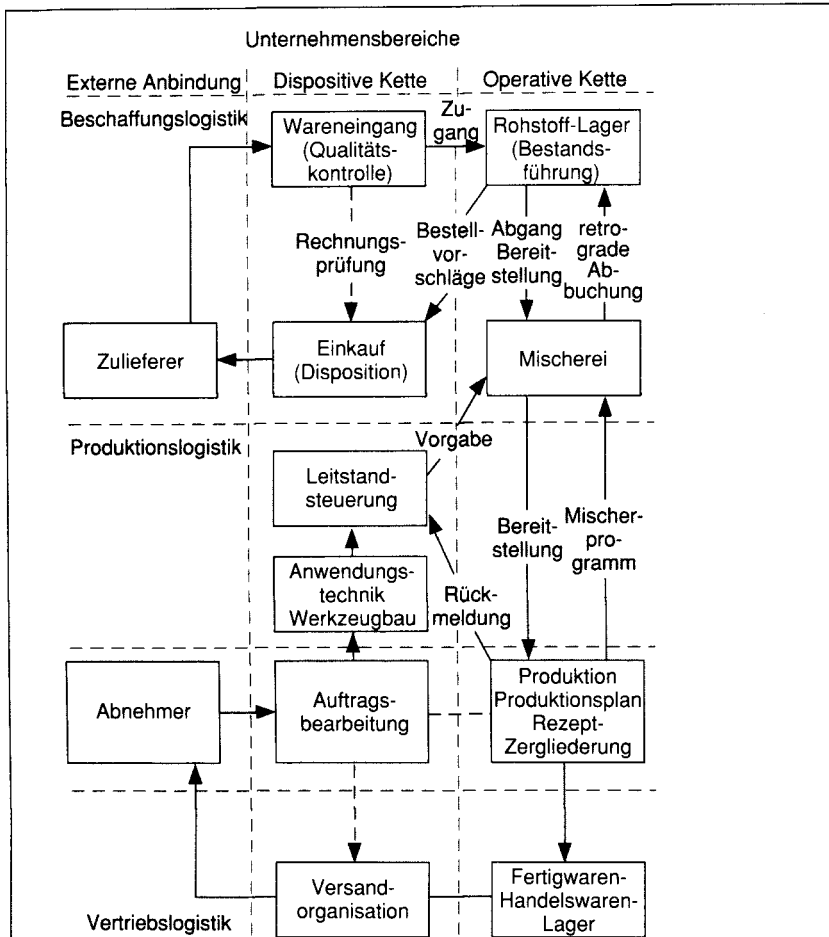 Unternehmensbereiche
Externe Anbindung
Dispositive Kette
Operative Kette
Beschaffungslogistik
Wareneingang
(Qualitäts-
kontrolle)
Zu-
gang
Rohstoff-Lager
(Bestands-
führung)
Rechnungs-
prüfung
Bestell-
vor-
schläge
Abgang
Bereit-
stellung
retro-
grade
Ab-
buchung
Zulieferer
Einkauf
(Disposition)
Mischerei
Produktionslogistik
Vorgabe
Leitstand-
steuerung
Bereit-
stellung
Mischer-
pro-
gramm
Anwendungs-
technik
Werkzeugbau
Rück-
meldung
Abnehmer
Auftrags-
bearbeitung
Produktion
Produktionsplan
Rezept-
Zergliederung
Vertriebslogistik
Versand-
organisation
Fertigwaren-
Handelswaren-
Lager